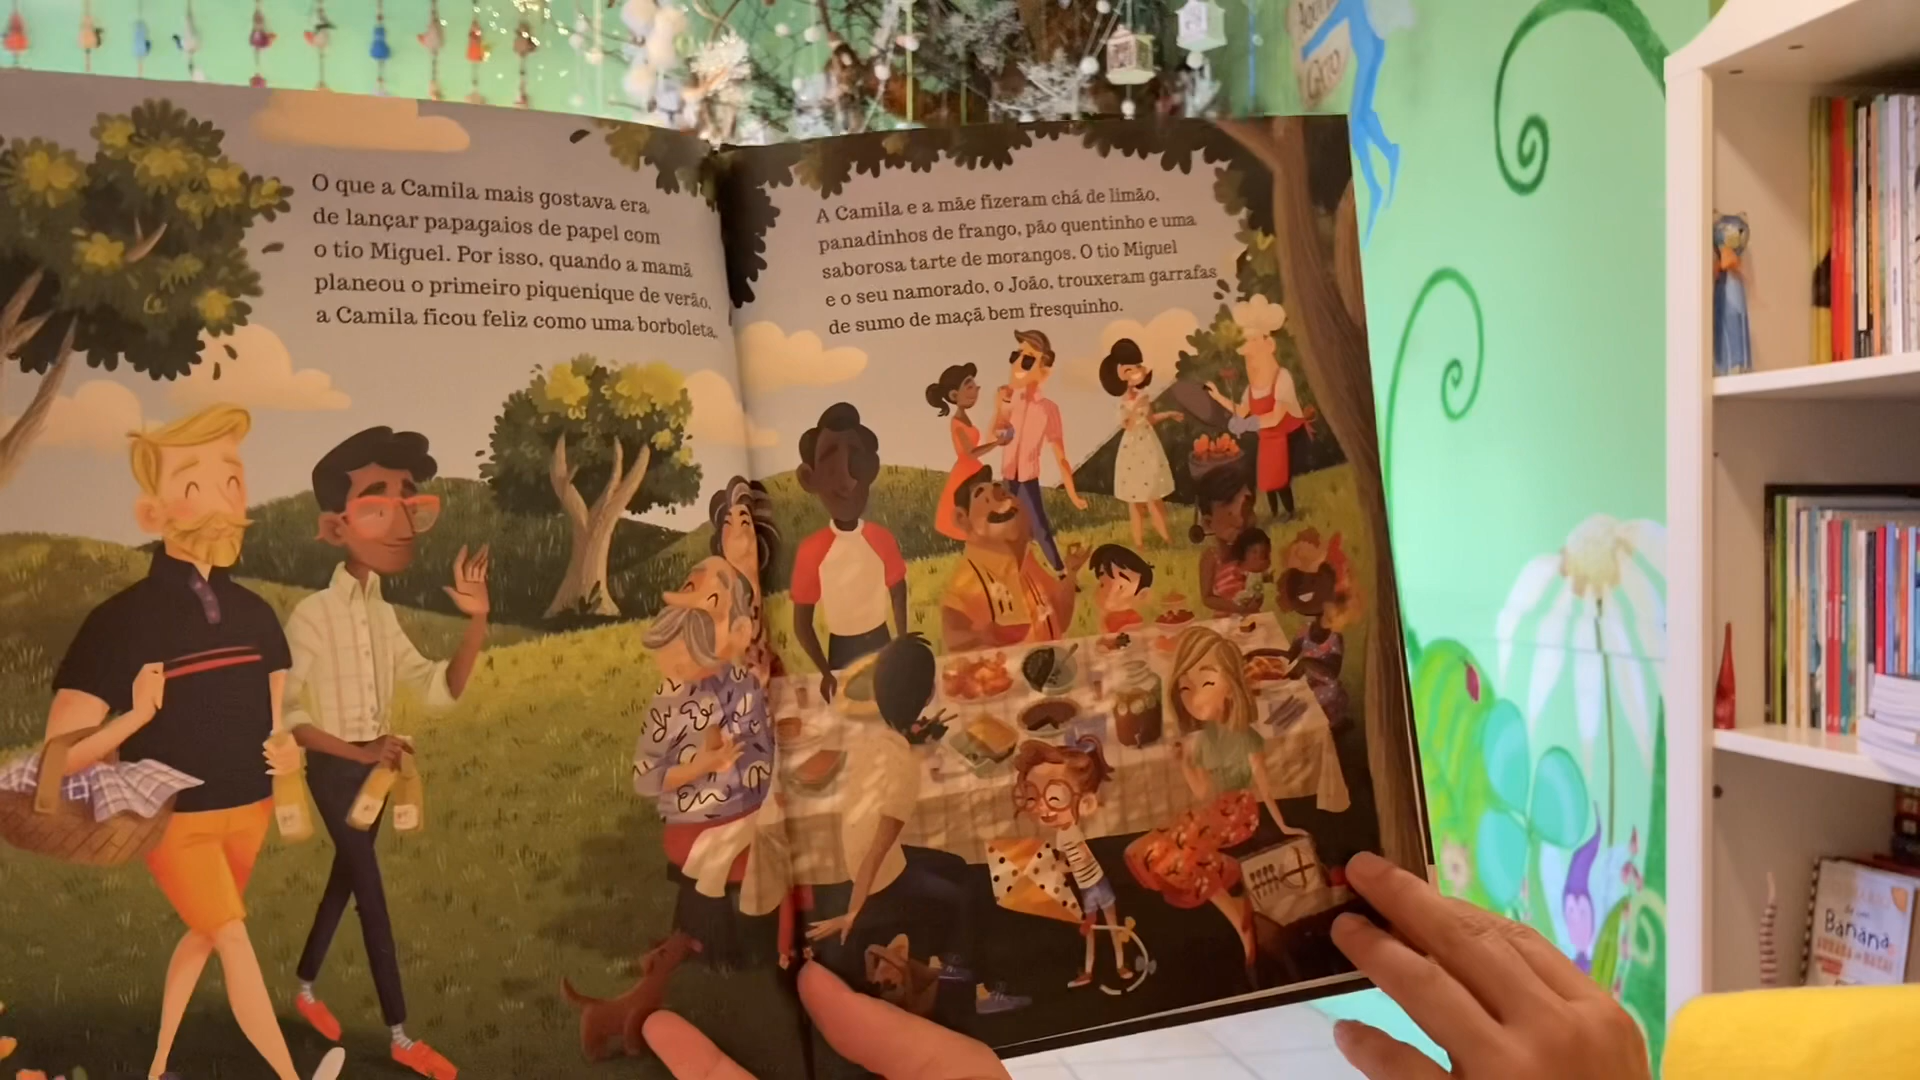 O que a Camila mais gostava era
de lançar papagaios de papel com
o tio Miguel. Por isso, quando a mamã
planeou o primeiro piquenique de verão,
a Camila ficou feliz como uma borboleta.
A Camila e a mãe fizeram chá de limão,
panadinhos de frango, pão quentinho e uma
saborosa tarte de morangos. O tio Miguel
e o seu namorado, o João, trouxeram garrafas
de sumo de maçã bem fresquinho.
de um
Banana